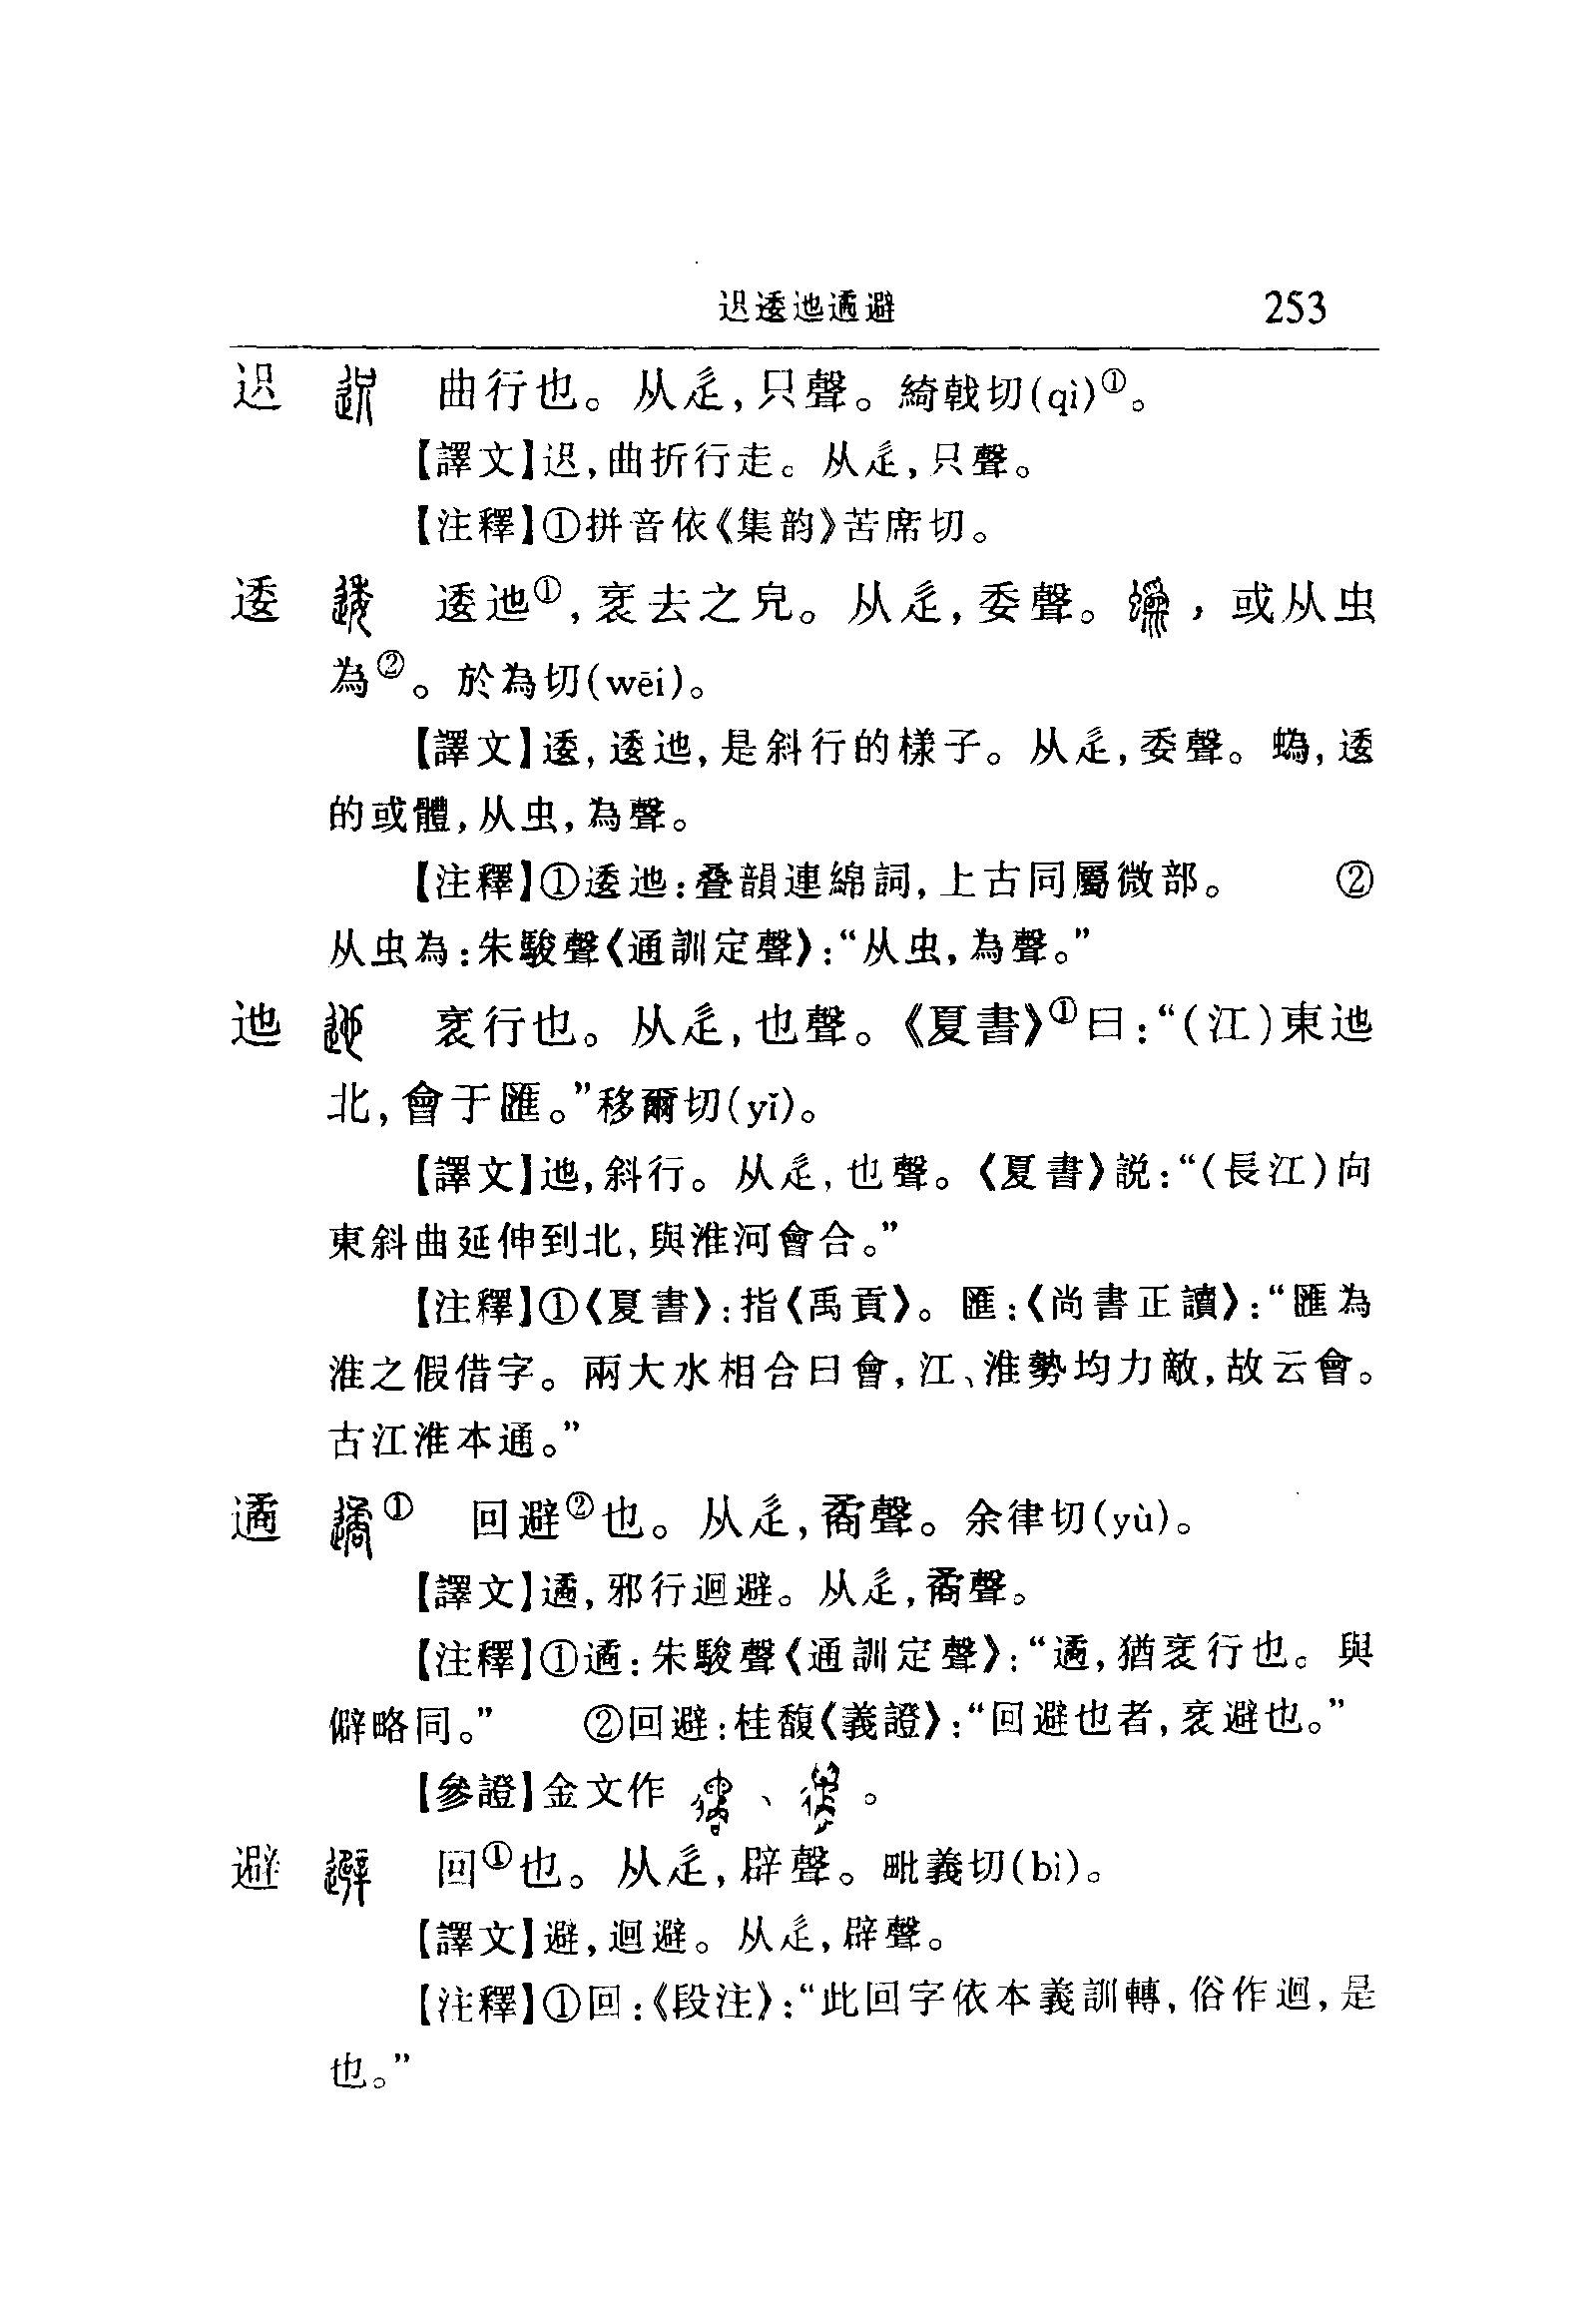 迟逶迆遹避 253
迟 曲行也。从辵,只聲。綺戟切(qì)①。
【譯文】迟,曲折行走。从辵,只聲。
【注釋】①拼音依《集韵》苦席切。
逶 逶迆①,衺去之皃。从辵,委聲。,或从虫
為②。於為切(wēi)。
【譯文】逶,逶迆,是斜行的樣子。从辵,委聲。蟡,逶
的或體,从虫,為聲。
【注釋】①逶迆:叠韻連綿詞,上古同屬微部。 ②
从虫為:朱駿聲《通訓定聲》:“从虫,為聲。”
迆 衺行也。从辵,也聲。《夏書》①曰:“(江)東迆
北,會于匯。”移爾切(yǐ)。
【譯文】迆,斜行。从辵,也聲。《夏書》説:“(長江)向
東斜曲延伸到北,與淮河會合。”
【注釋】①《夏書》:指《禹貢》。匯:《尚書正讀》:“匯為
淮之假借字。兩大水相合曰會,江、淮勢均力敵,故云會。
古江淮本通。”
遹 ① 回避②也。从辵,矞聲。余律切(yù)。
【譯文】遹,邪行迴避。从辵,矞聲。
【注釋】①遹:朱駿聲《通訓定聲》:“遹,猶衺行也。與
僻略同。” ②回避:桂馥《義證》:“回避也者,衺避也。”
【參證】金文作 、 。
避 回①也。从辵,辟聲。毗義切(bì)。
【譯文】避,迴避。从辵,辟聲。
【注釋】①回:《段注》:“此回字依本義訓轉,俗作迴,是
也。”